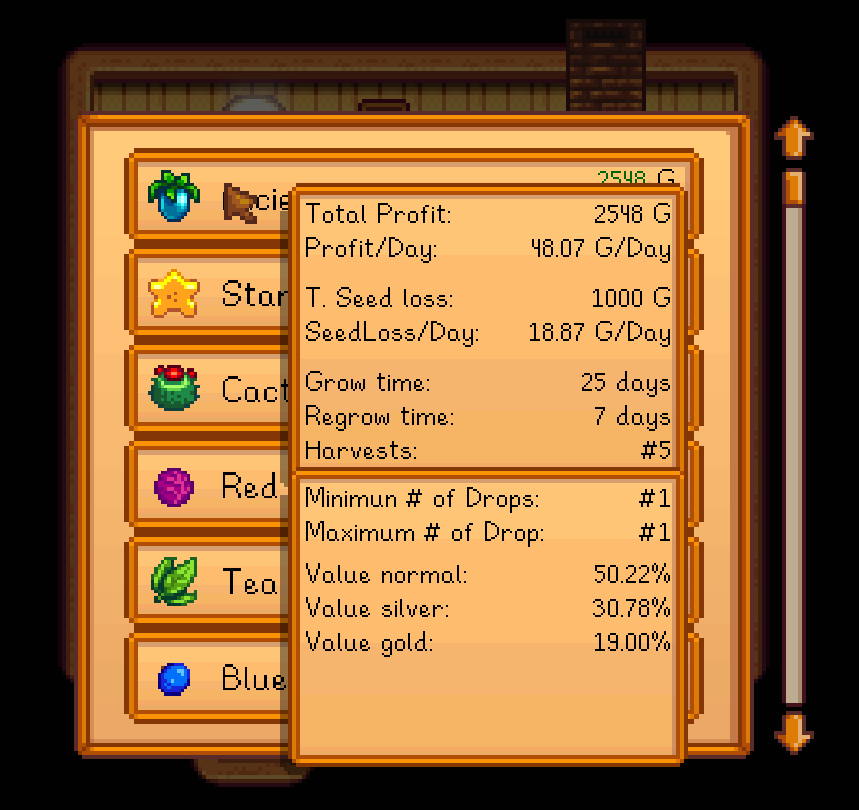 2548 G
Total Profit: 2548 G
Profit/Day: 48.07 G/Day
T. Seed loss: 1000 G
SeedLoss/Day: 18.87 G/Day
Grow time: 25 days
Regrow time: 7 days
Harvests: #5
Minimun # of Drops: #1
Maximum # of Drop: #1
Value normal: 50.22%
Value silver: 30.78%
Value gold: 19.00%
Star
Cact
Red
Tea
Blue